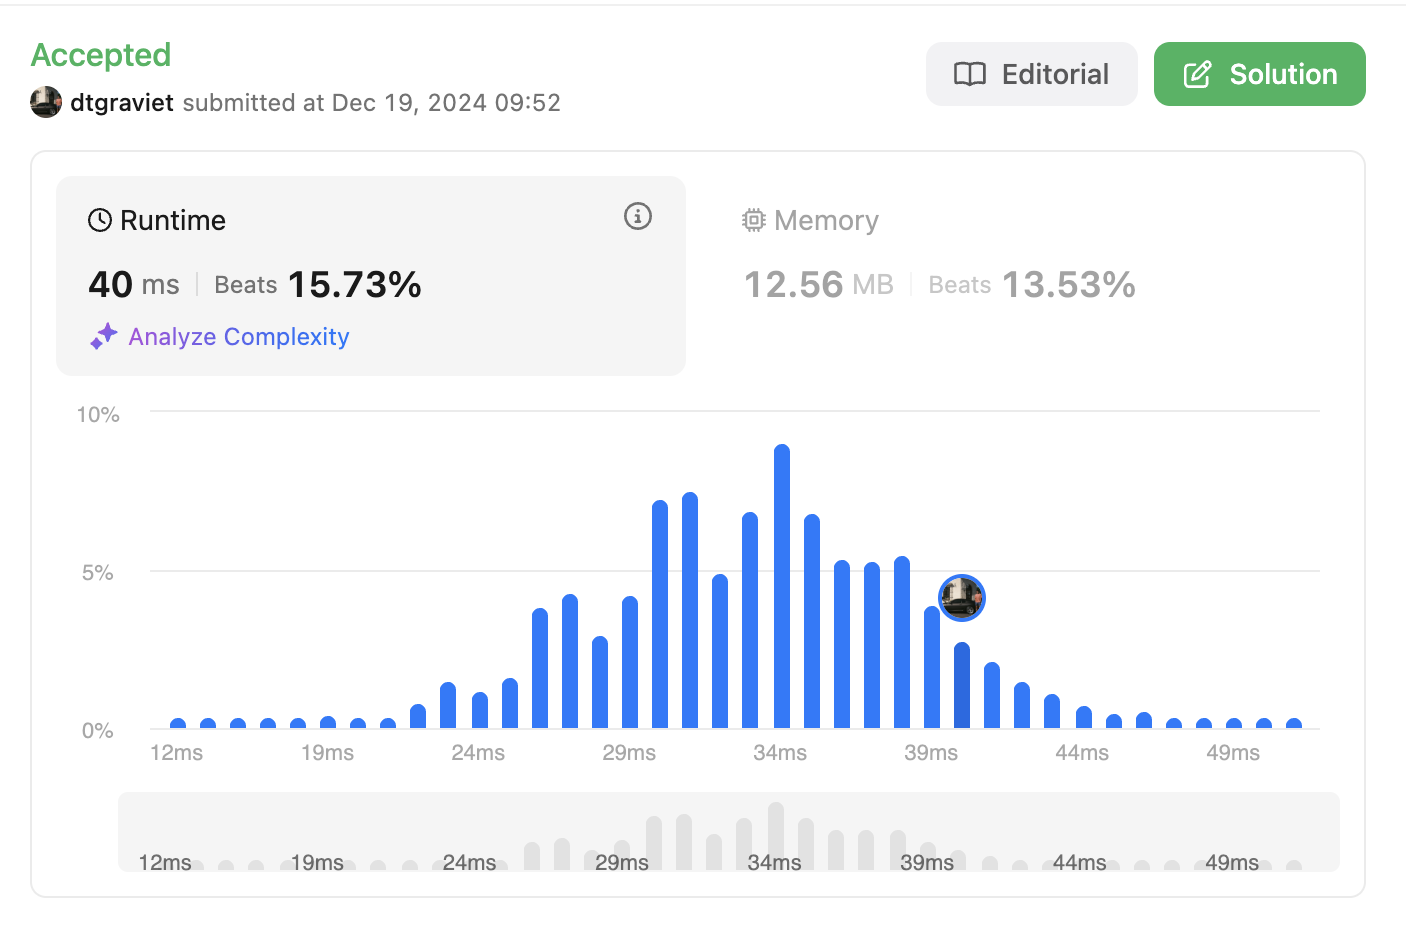 Accepted
dtgraviet submitted at Dec 19, 2024 09:52
Editorial
Solution
Runtime
40 ms Beats 15.73%
Analyze Complexity
Memory
12.56 MB Beats 13.53%
10%
5%
0%
12ms 19ms 24ms 29ms 34ms 39ms 44ms 49ms
12ms 19ms 24ms 29ms 34ms 39ms 44ms 49ms